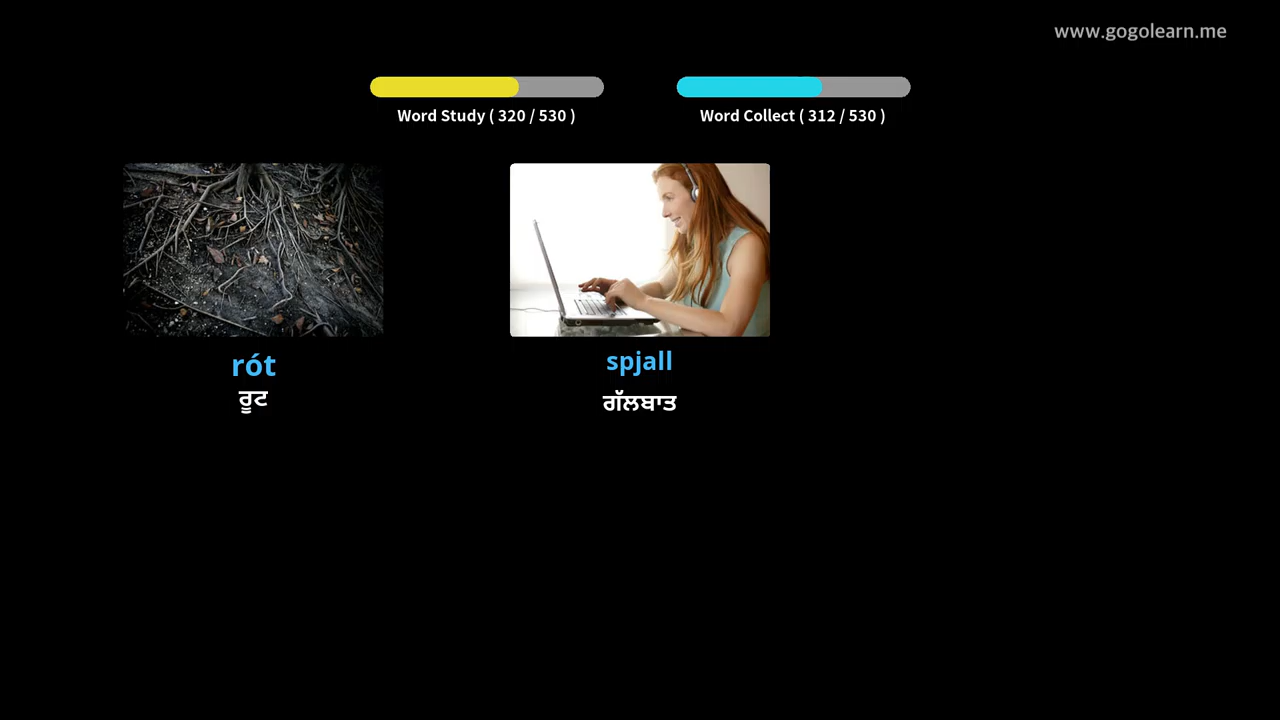 www.gogolearn.me
Word Study ( 320 / 530 )
Word Collect ( 312 / 530 )
rót
ਰੂਟ
spjall
ਗੱਲਬਾਤ